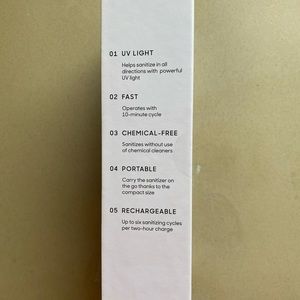 01 UV LIGHT
Helps sanitize in all
directions with powerful
UV light
02 FAST
Operates with
10-minute cycle
03 CHEMICAL-FREE
Sanitizes without use
of chemical cleaners
04 PORTABLE
Carry the sanitizer on
the go thanks to the
compact size
05 RECHARGEABLE
Up to six sanitizing cycles
per two-hour charge